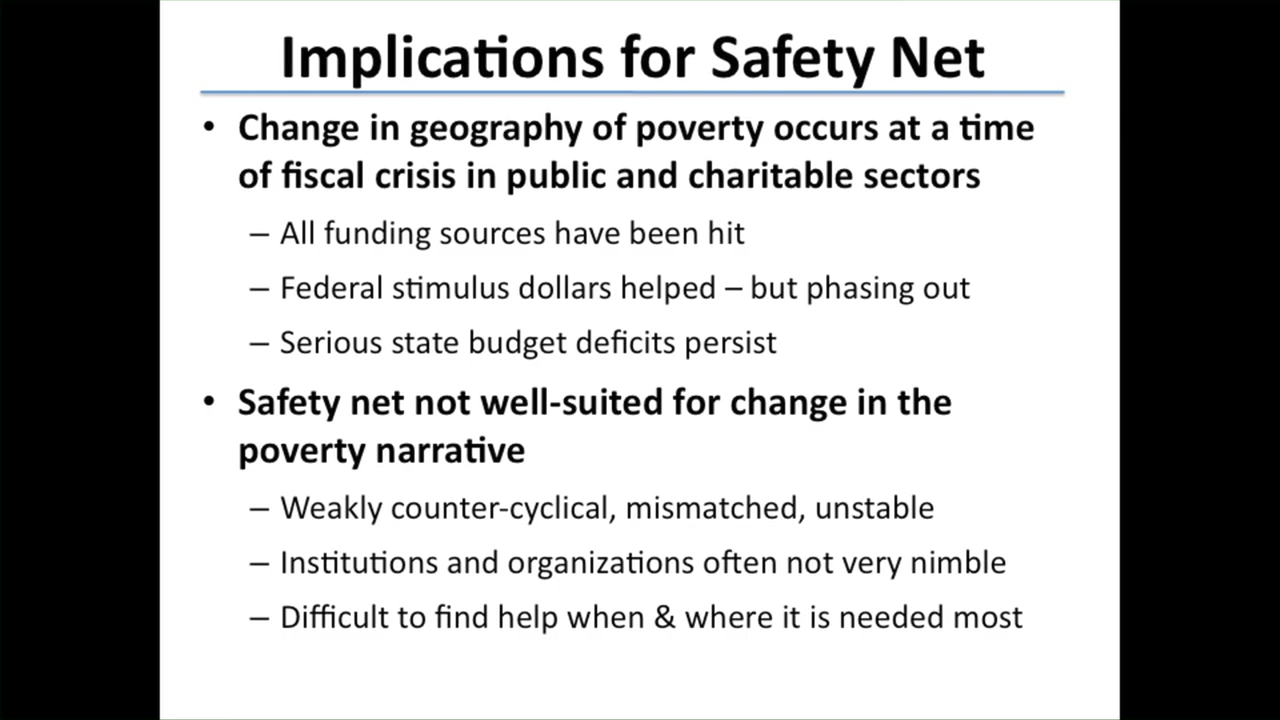 Implications for Safety Net
• Change in geography of poverty occurs at a time
of fiscal crisis in public and charitable sectors
– All funding sources have been hit
– Federal stimulus dollars helped – but phasing out
– Serious state budget deficits persist
• Safety net not well-suited for change in the
poverty narrative
– Weakly counter-cyclical, mismatched, unstable
– Institutions and organizations often not very nimble
– Difficult to find help when & where it is needed most